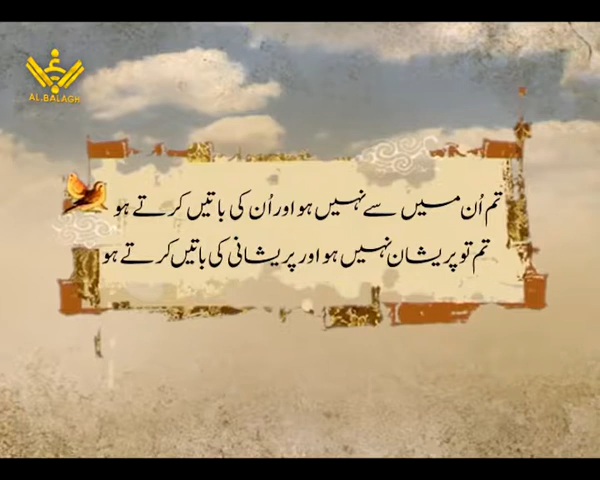 AL.BALAGH
تم اُن میں سے نہیں ہو اور اُن کی باتیں کرتے ہو
تم تو پریشان نہیں ہو اور پریشانی کی باتیں کرتے ہو